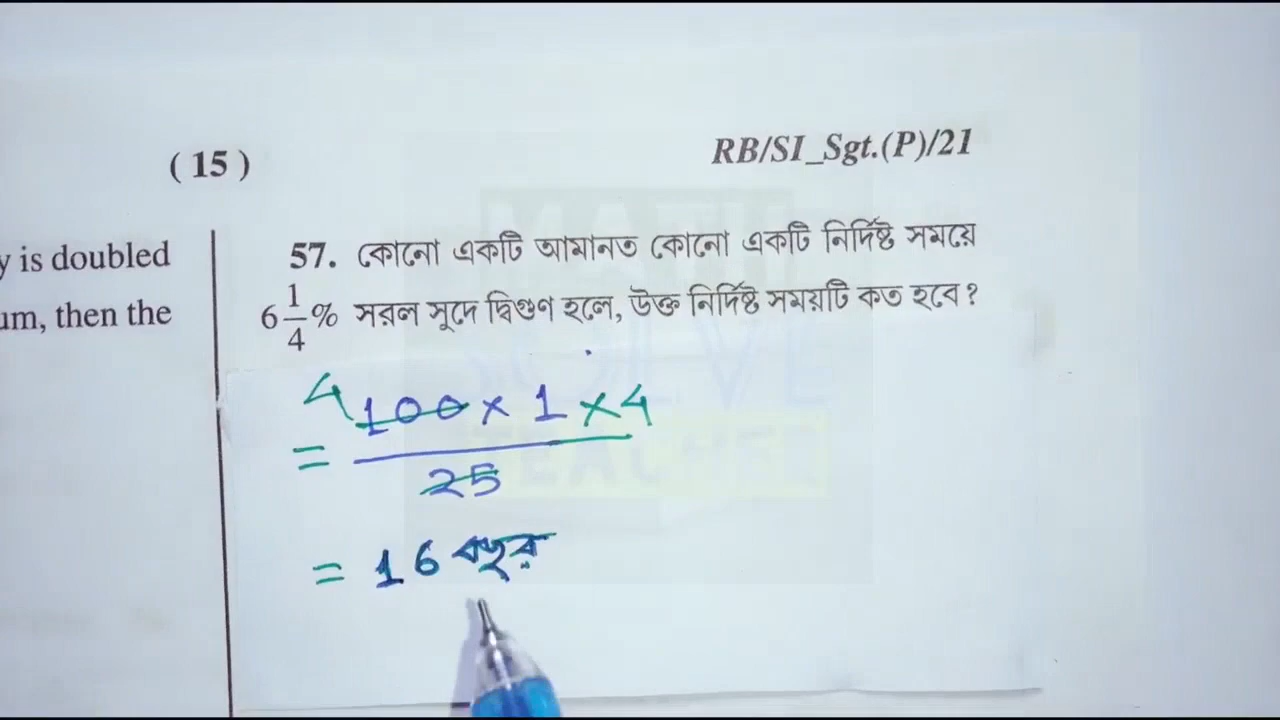 ( 15 )
RB/SI_Sgt.(P)/21
y is doubled
um, then the
57. কোনো একটি আমানত কোনো একটি নির্দিষ্ট সময়ে
6 1/4 % সরল সুদে দ্বিগুণ হলে, উক্ত নির্দিষ্ট সময়টি কত হবে ?
4
= 100 × 1 × 4
25
= 16 বছর